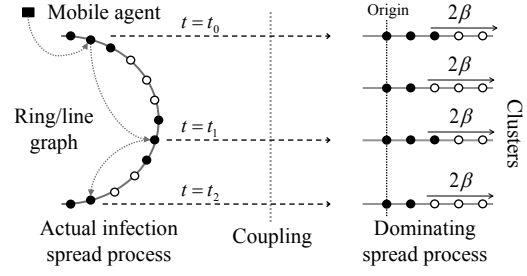 Mobile agent
t = t0
Origin
2β
2β
Ring/line
graph
t = t1
2β
Clusters
2β
t = t2
Actual infection
spread process
Coupling
Dominating
spread process